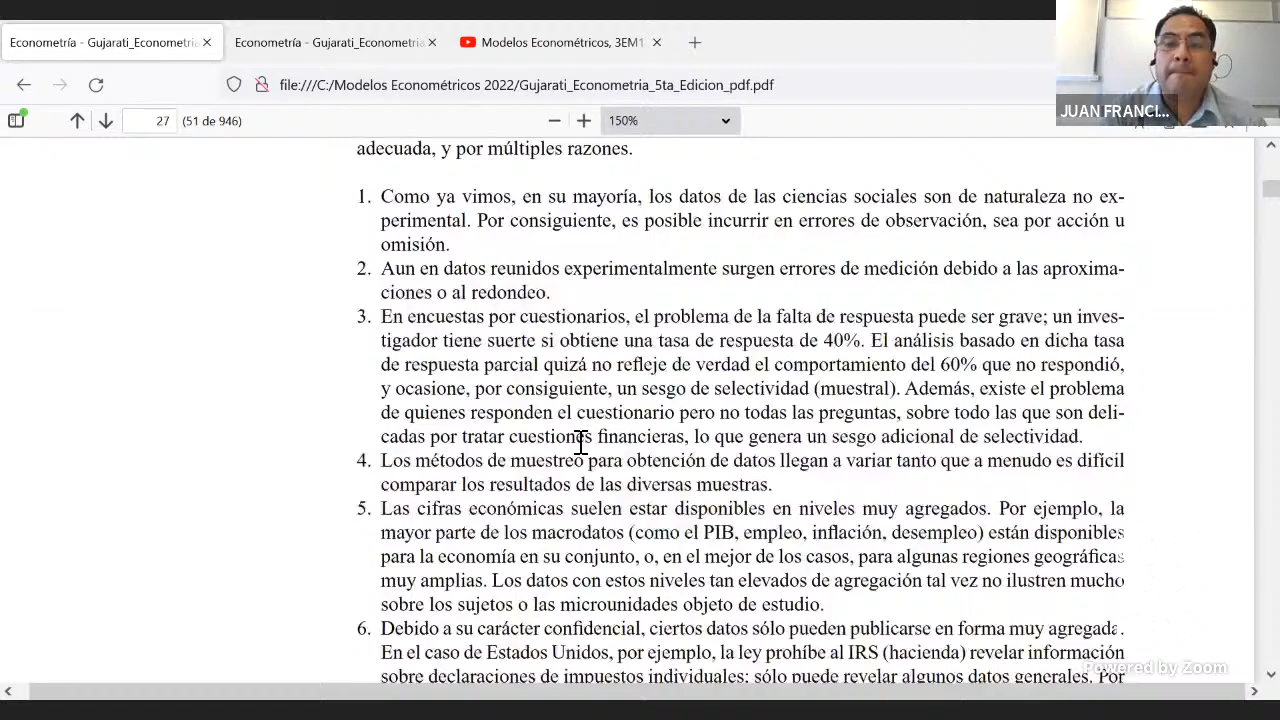 Econometría - Gujarati_Econometria
Econometría - Gujarati_Econometria
Modelos Econométricos, 3EM1
file:///C:/Modelos Econométricos 2022/Gujarati_Econometria_5ta_Edicion_pdf.pdf
27 (51 de 946)
150%
JUAN FRANCI...
adecuada, y por múltiples razones.
1. Como ya vimos, en su mayoría, los datos de las ciencias sociales son de naturaleza no ex-
perimental. Por consiguiente, es posible incurrir en errores de observación, sea por acción u
omisión.
2. Aun en datos reunidos experimentalmente surgen errores de medición debido a las aproxima-
ciones o al redondeo.
3. En encuestas por cuestionarios, el problema de la falta de respuesta puede ser grave; un inves-
tigador tiene suerte si obtiene una tasa de respuesta de 40%. El análisis basado en dicha tasa
de respuesta parcial quizá no refleje de verdad el comportamiento del 60% que no respondió,
y ocasione, por consiguiente, un sesgo de selectividad (muestral). Además, existe el problema
de quienes responden el cuestionario pero no todas las preguntas, sobre todo las que son deli-
cadas por tratar cuestiones financieras, lo que genera un sesgo adicional de selectividad.
4. Los métodos de muestreo para obtención de datos llegan a variar tanto que a menudo es difícil
comparar los resultados de las diversas muestras.
5. Las cifras económicas suelen estar disponibles en niveles muy agregados. Por ejemplo, la
mayor parte de los macrodatos (como el PIB, empleo, inflación, desempleo) están disponibles
para la economía en su conjunto, o, en el mejor de los casos, para algunas regiones geográficas
muy amplias. Los datos con estos niveles tan elevados de agregación tal vez no ilustren mucho
sobre los sujetos o las microunidades objeto de estudio.
6. Debido a su carácter confidencial, ciertos datos sólo pueden publicarse en forma muy agregada.
En el caso de Estados Unidos, por ejemplo, la ley prohíbe al IRS (hacienda) revelar información
sobre declaraciones de impuestos individuales; sólo puede revelar algunos datos generales. Por
Powered by Zoom